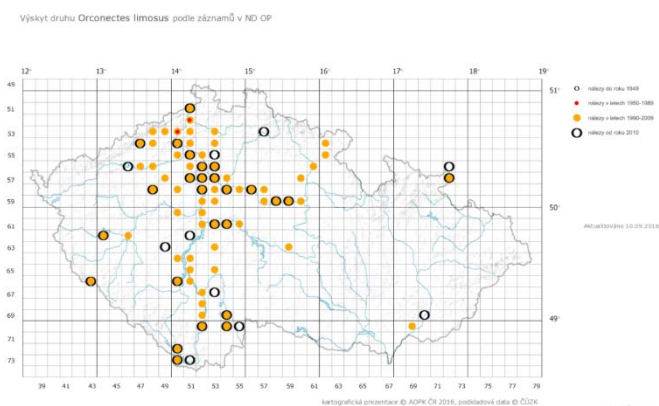 Výskyt druhu Orconectes limosus podle záznamů v ND OP
12° 13° 14° 15° 16° 17° 18° 19°
49
51 51°
53
55
57
59 50°
61
63
65
67
69 49°
71
73
39 41 43 45 47 49 51 53 55 57 59 61 63 65 67 69 71 73 75 77 79
nálezy do roku 1949
nálezy v letech 1950-1989
nálezy v letech 1990-2009
nálezy od roku 2010
Aktualizováno 10.09.2016
kartografická prezentace © AOPK ČR 2016, podkladová data © ČÚZK